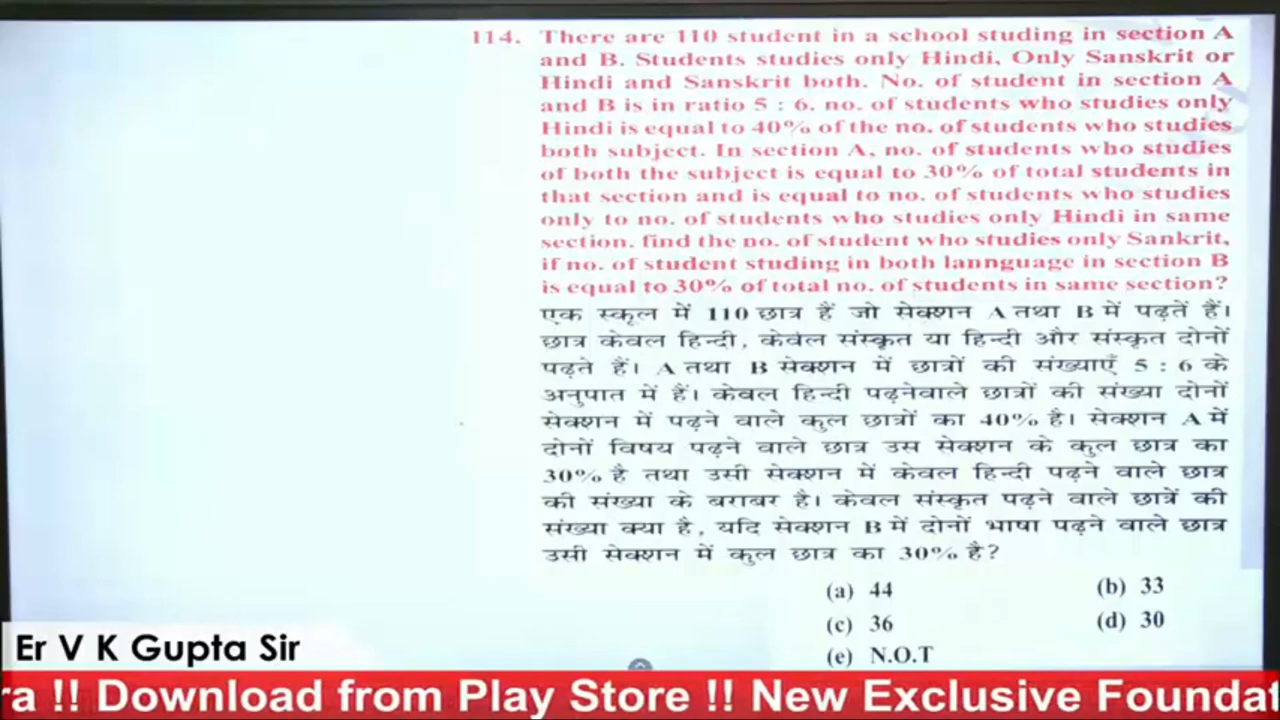 114. There are 110 student in a school studing in section A
and B. Students studies only Hindi, Only Sanskrit or
Hindi and Sanskrit both. No. of student in section A
and B is in ratio 5 : 6. no. of students who studies only
Hindi is equal to 40% of the no. of students who studies
both subject. In section A, no. of students who studies
of both the subject is equal to 30% of total students in
that section and is equal to no. of students who studies
only to no. of students who studies only Hindi in same
section. find the no. of student who studies only Sankrit,
if no. of student studing in both lannguage in section B
is equal to 30% of total no. of students in same section?
एक स्कूल में 110 छात्र हैं जो सेक्शन A तथा B में पढ़तें हैं।
छात्र केवल हिन्दी, केवल संस्कृत या हिन्दी और संस्कृत दोनों
पढ़ते हैं। A तथा B सेक्शन में छात्रों की संख्याएँ 5 : 6 के
अनुपात में हैं। केवल हिन्दी पढ़नेवाले छात्रों की संख्या दोनों
सेक्शन में पढ़ने वाले कुल छात्रों का 40% है। सेक्शन A में
दोनों विषय पढ़ने वाले छात्र उस सेक्शन के कुल छात्र का
30% है तथा उसी सेक्शन में केवल हिन्दी पढ़ने वाले छात्र
की संख्या के बराबर है। केवल संस्कृत पढ़ने वाले छात्रें की
संख्या क्या है, यदि सेक्शन B में दोनों भाषा पढ़ने वाले छात्र
उसी सेक्शन में कुल छात्र का 30% है?
(a) 44 (b) 33
(c) 36 (d) 30
(e) N.O.T
Er V K Gupta Sir
ra !! Download from Play Store !! New Exclusive Foundat